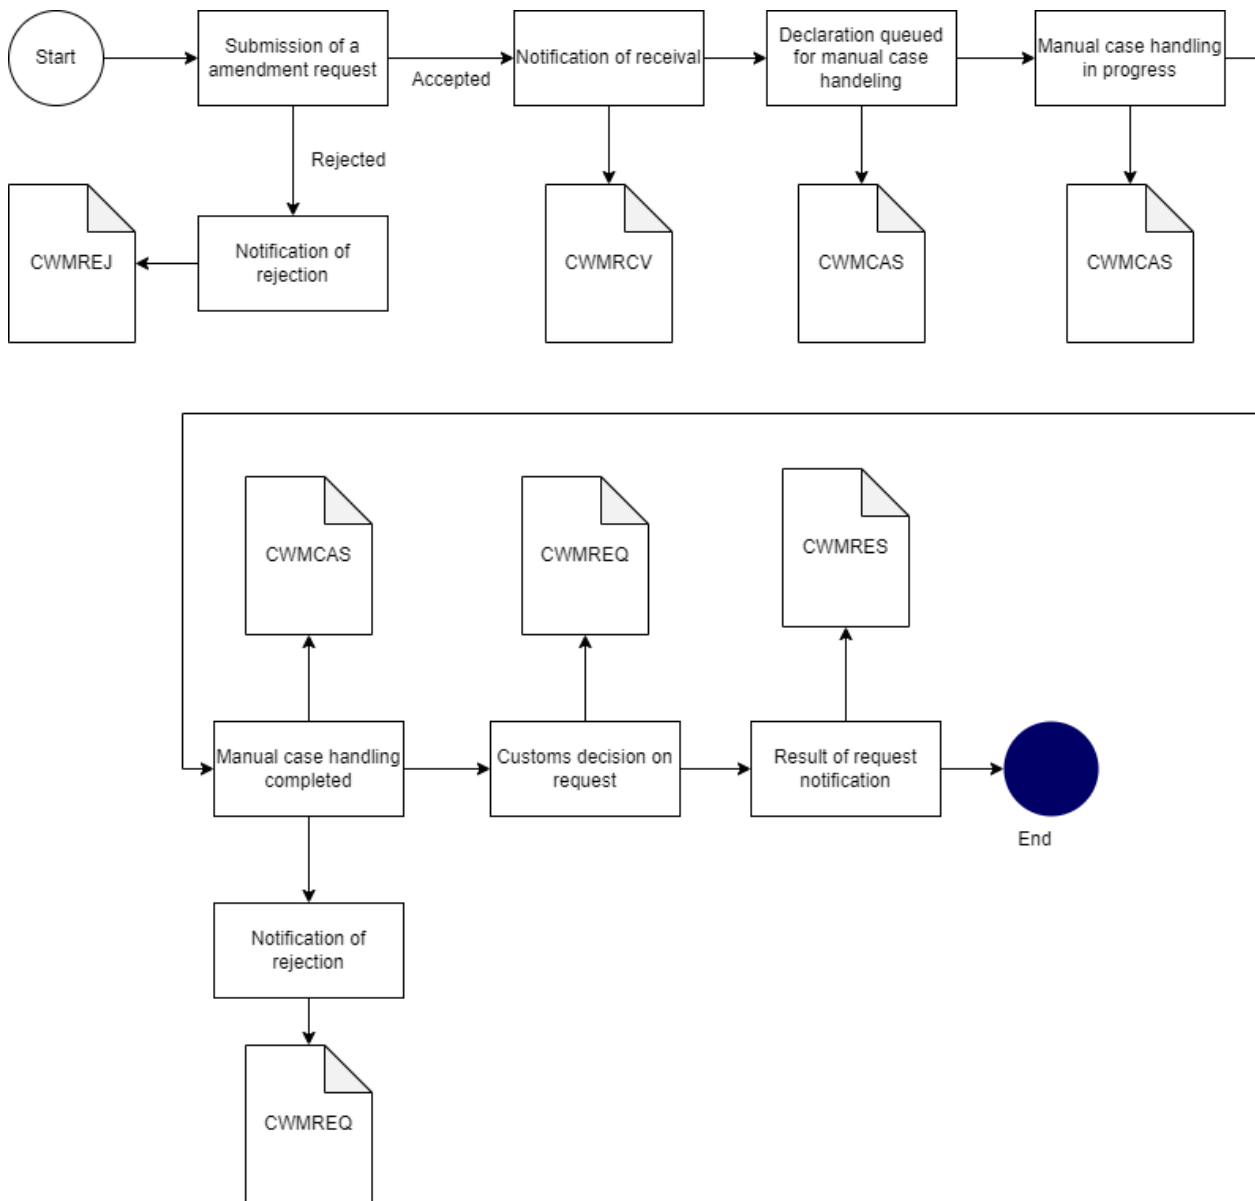 Start
Submission of a
amendment request
Accepted
Notification of receival
Declaration queued
for manual case
handeling
Manual case handling
in progress
Rejected
CWMREJ
Notification of
rejection
CWMRCV
CWMCAS
CWMCAS
CWMCAS
CWMREQ
CWMRES
Manual case handling
completed
Customs decision on
request
Result of request
notification
End
Notification of
rejection
CWMREQ